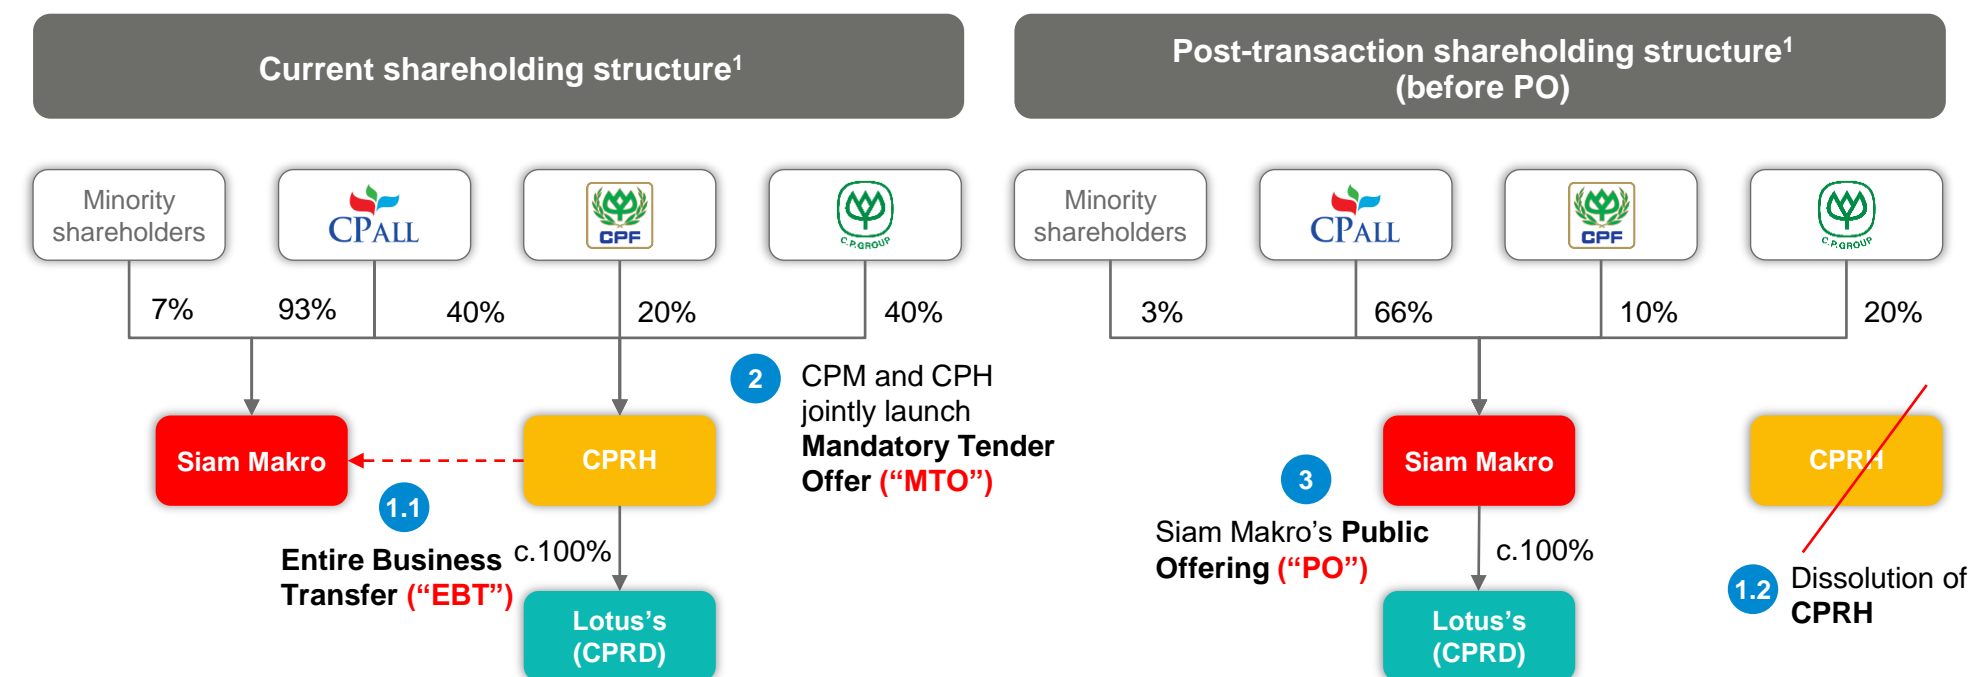 Current shareholding structure1
Post-transaction shareholding structure1
(before PO)
Minority
shareholders
CPALL
CPF
C.P.GROUP
Minority
shareholders
CPALL
CPF
C.P.GROUP
7%
93%
40%
20%
40%
3%
66%
10%
20%
2
CPM and CPH
jointly launch
Mandatory Tender
Offer (“MTO”)
Siam Makro
CPRH
1.1
Entire Business
Transfer (“EBT”)
c.100%
Lotus’s
(CPRD)
Siam Makro
CPRH
3
Siam Makro’s Public
Offering (“PO”)
c.100%
Lotus’s
(CPRD)
1.2
Dissolution of
CPRH